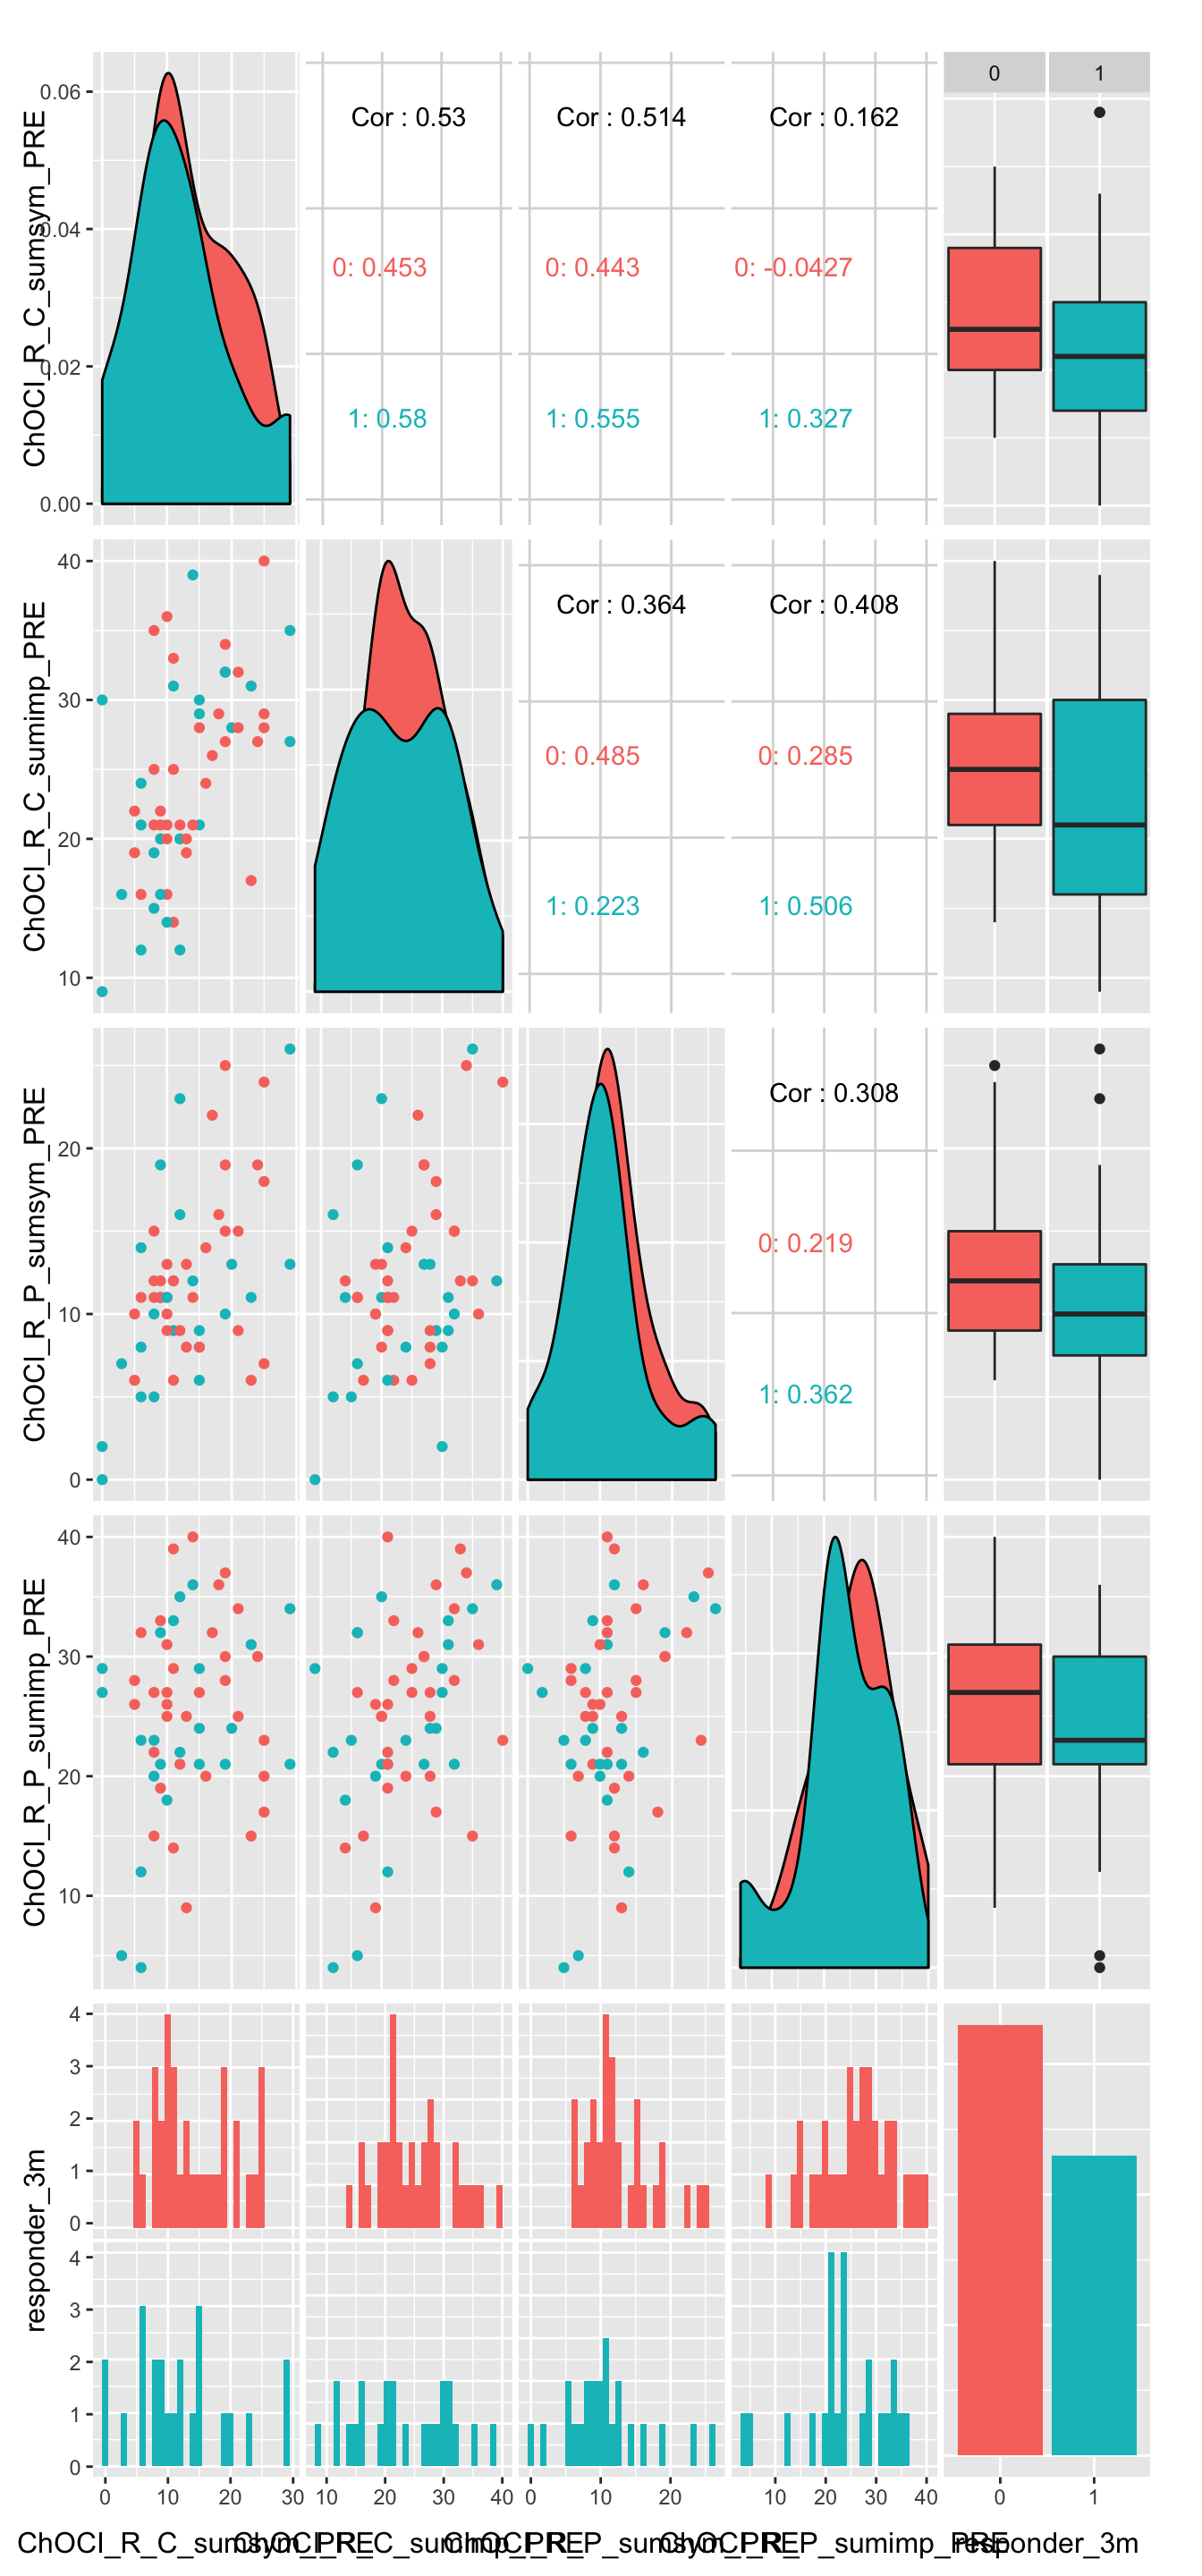 0 1
ChOCI_R_C_sumsym_PRE
0.06
0.04
0.02
0.00
Cor : 0.53
0: 0.453
1: 0.58
Cor : 0.514
0: 0.443
1: 0.555
Cor : 0.162
0: -0.0427
1: 0.327
ChOCI_R_C_sumimp_PRE
40
30
20
10
Cor : 0.364
0: 0.485
1: 0.223
Cor : 0.408
0: 0.285
1: 0.506
ChOCI_R_P_sumsym_PRE
20
10
0
Cor : 0.308
0: 0.219
1: 0.362
ChOCI_R_P_sumimp_PRE
40
30
20
10
responder_3m
4
3
2
1
0
4
3
2
1
0
0 10 20 30
10 20 30 40
0 10 20
10 20 30 40
0 1
ChOCI_R_C_sumsym_PRE
ChOCI_R_C_sumimp_PRE
ChOCI_R_P_sumsym_PRE
ChOCI_R_P_sumimp_PRE
responder_3m